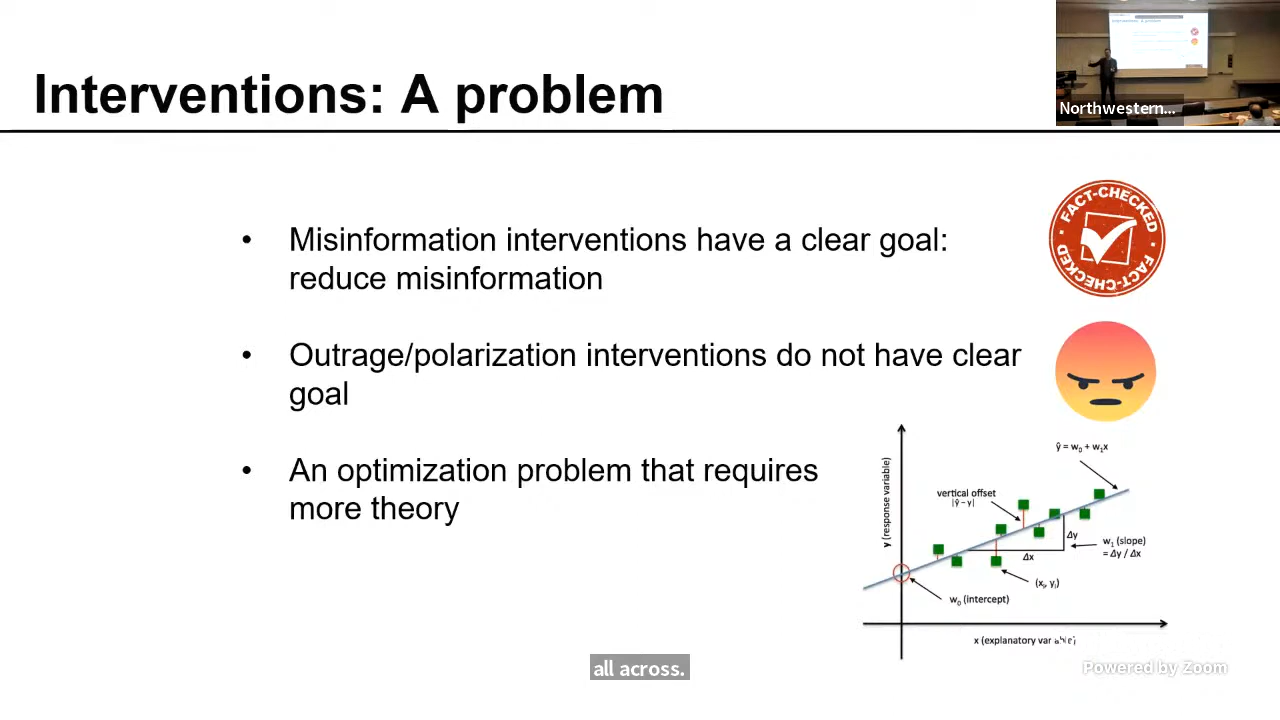 Interventions: A problem
Northwestern...
• Misinformation interventions have a clear goal:
reduce misinformation
FACT-CHECKED
FACT-CHECKED
• Outrage/polarization interventions do not have clear
goal
• An optimization problem that requires
more theory
ŷ = w₀ + w₁x
vertical offset
|ŷ − y|
y (response variable)
Δy
w₁ (slope)
= Δy / Δx
Δx
(xᵢ, yᵢ)
w₀ (intercept)
x (explanatory variable)
all across.
Powered by Zoom